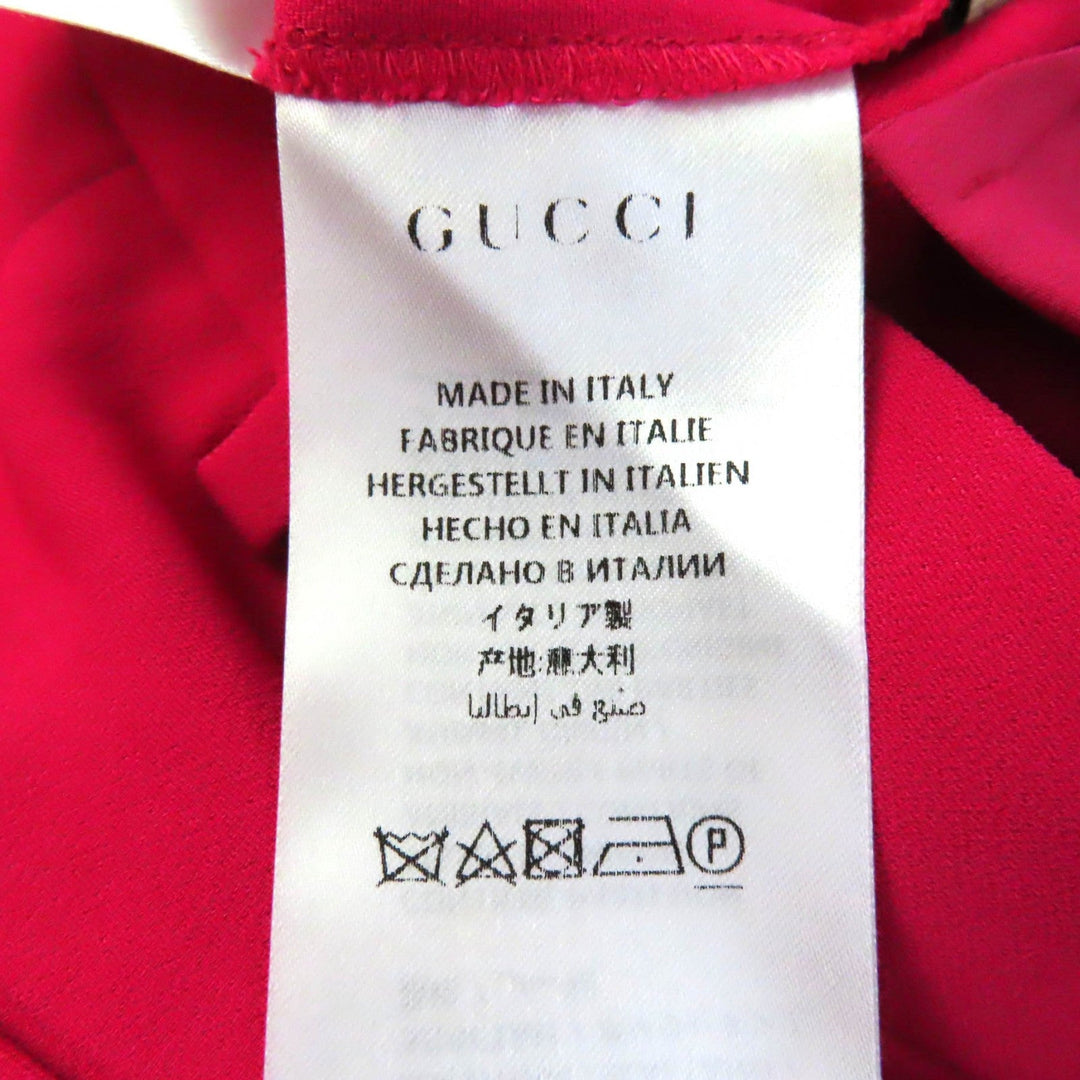 GUCCI
MADE IN ITALY
FABRIQUE EN ITALIE
HERGESTELLT IN ITALIEN
HECHO EN ITALIA
СДЕЛАНО В ИТАЛИИ
イタリア製
产地:意大利
صنع في إيطاليا
P